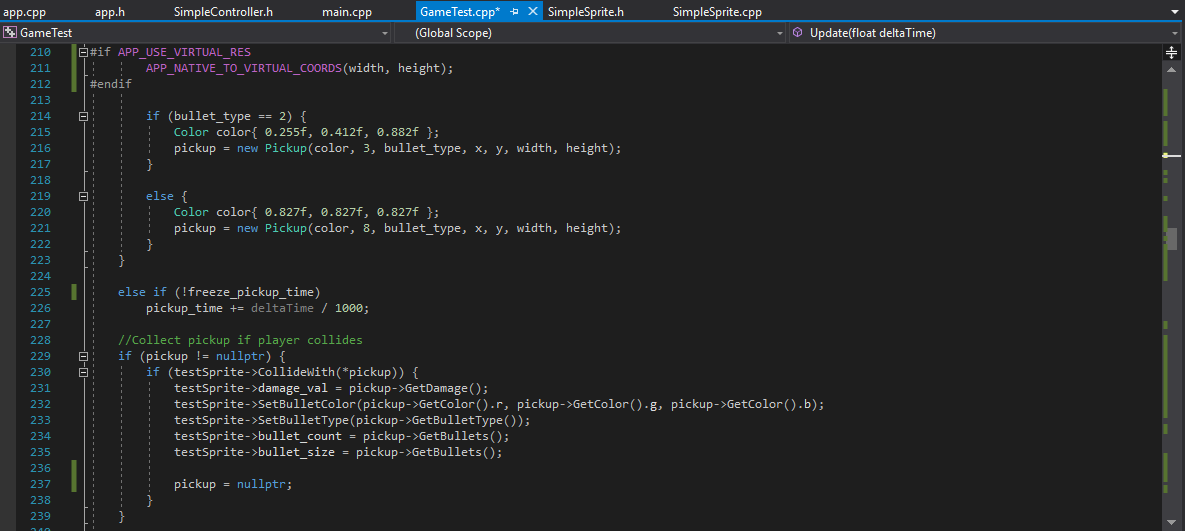 app.cpp app.h SimpleController.h main.cpp GameTest.cpp* SimpleSprite.h SimpleSprite.cpp
GameTest (Global Scope) Update(float deltaTime)
210 #if APP_USE_VIRTUAL_RES
211 APP_NATIVE_TO_VIRTUAL_COORDS(width, height);
212 #endif
213
214 if (bullet_type == 2) {
215 Color color{ 0.255f, 0.412f, 0.882f };
216 pickup = new Pickup(color, 3, bullet_type, x, y, width, height);
217 }
218
219 else {
220 Color color{ 0.827f, 0.827f, 0.827f };
221 pickup = new Pickup(color, 8, bullet_type, x, y, width, height);
222 }
223 }
224
225 else if (!freeze_pickup_time)
226 pickup_time += deltaTime / 1000;
227
228 //Collect pickup if player collides
229 if (pickup != nullptr) {
230 if (testSprite->CollideWith(*pickup)) {
231 testSprite->damage_val = pickup->GetDamage();
232 testSprite->SetBulletColor(pickup->GetColor().r, pickup->GetColor().g, pickup->GetColor().b);
233 testSprite->SetBulletType(pickup->GetBulletType());
234 testSprite->bullet_count = pickup->GetBullets();
235 testSprite->bullet_size = pickup->GetBullets();
236
237 pickup = nullptr;
238 }
239 }